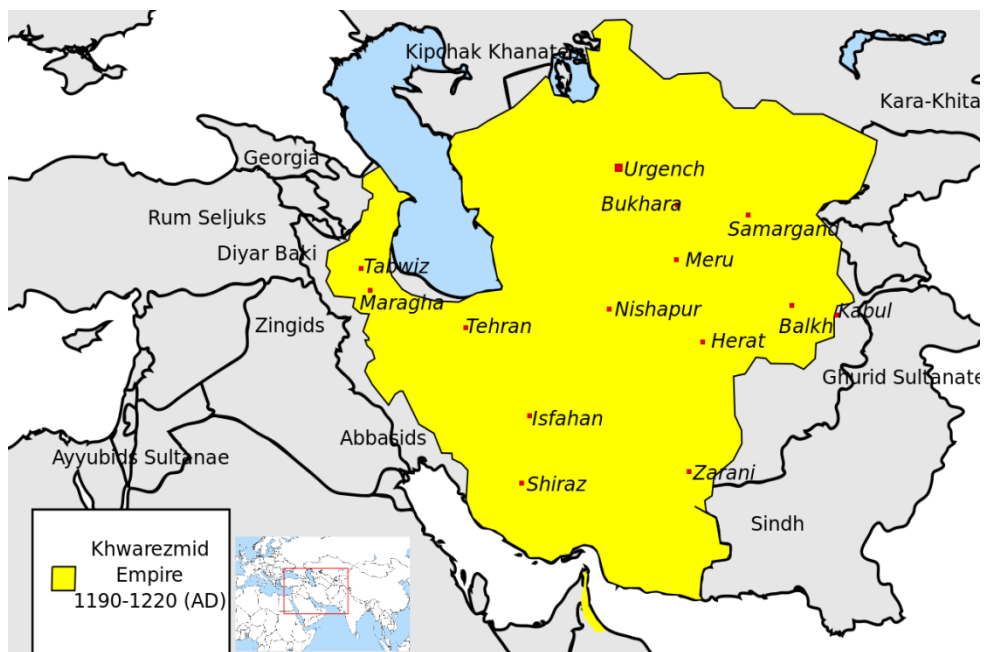 Kipchak Khanates
Kara-Khita
Georgia
Urgench
Bukhara
Rum Seljuks
Samargand
Diyar Baki
Meru
Tabwiz
Maragha
Zingids
Nishapur
Kabul
Tehran
Balkh
Herat
Ghurid Sultanate
Isfahan
Abbasids
Ayyubids Sultanae
Zarani
Shiraz
Sindh
Khwarezmid
Empire
1190-1220 (AD)